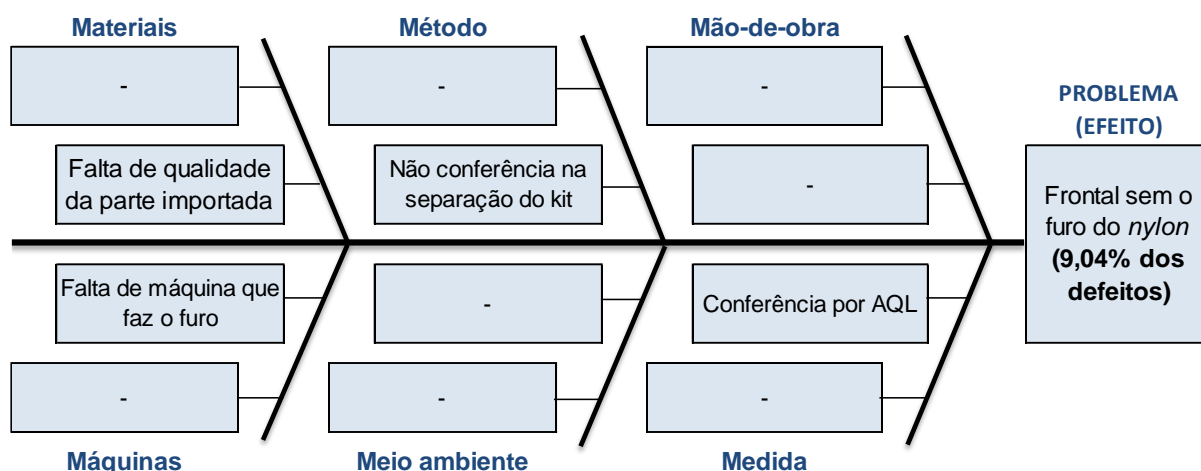 Materiais
Método
Mão-de-obra
-
-
-
Falta de qualidade
da parte importada
Não conferência na
separação do kit
-
PROBLEMA
(EFEITO)
Frontal sem o
furo do nylon
(9,04% dos
defeitos)
Falta de máquina que
faz o furo
-
Conferência por AQL
-
-
-
Máquinas
Meio ambiente
Medida